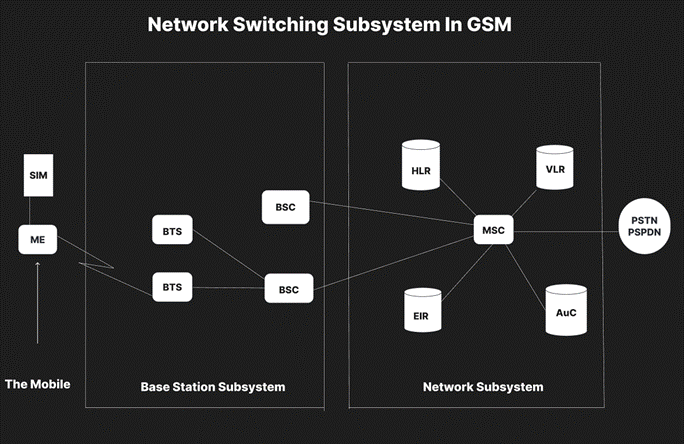 Network Switching Subsystem In GSM
SIM
ME
The Mobile
BTS
BTS
BSC
BSC
Base Station Subsystem
HLR
VLR
MSC
EIR
AuC
Network Subsystem
PSTN
PSPDN